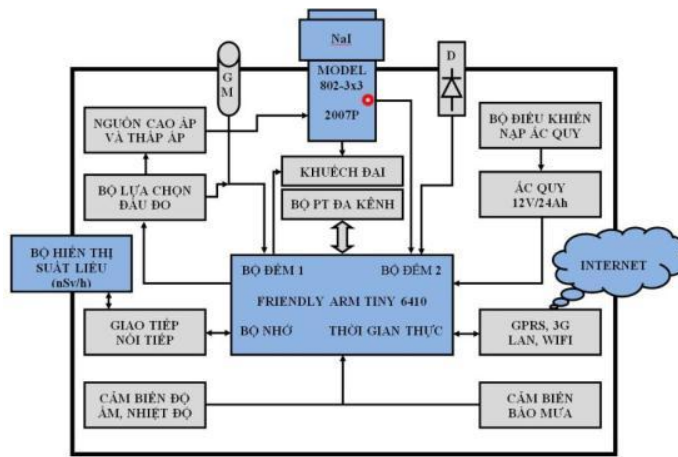 NaI
G
M
MODEL
802-3x3
2007P
D
NGUỒN CAO ÁP
VÀ THẤP ÁP
BỘ ĐIỀU KHIỂN
NẠP ẮC QUY
KHUẾCH ĐẠI
BỘ LỰA CHỌN
ĐẦU ĐO
BỘ PT ĐA KÊNH
ẮC QUY
12V/24Ah
BỘ HIỂN THỊ
SUẤT LIỀU
(nSv/h)
BỘ ĐẾM 1
BỘ ĐẾM 2
INTERNET
FRIENDLY ARM TINY 6410
GIAO TIẾP
NỐI TIẾP
BỘ NHỚ
THỜI GIAN THỰC
GPRS, 3G
LAN, WIFI
CẢM BIẾN ĐỘ
ẨM, NHIỆT ĐỘ
CẢM BIẾN
BÁO MƯA